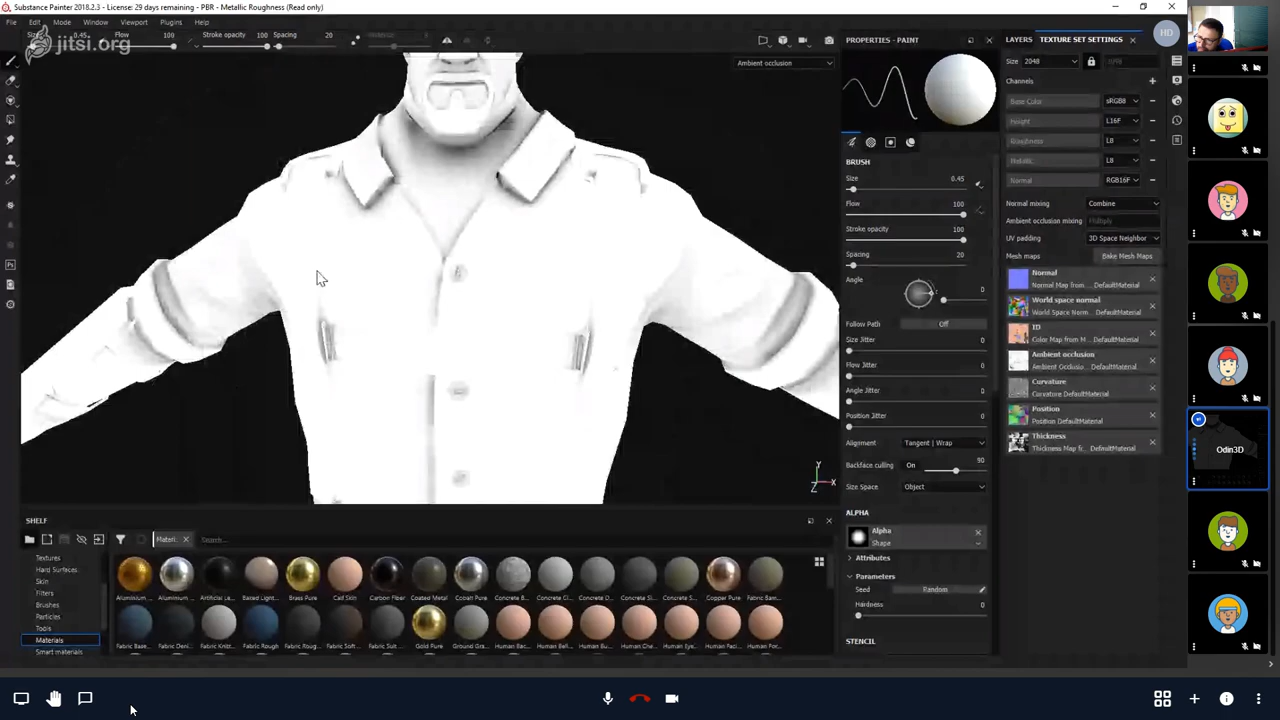 Substance Painter 2018.2.3 - License: 29 days remaining - PBR - Metallic Roughness (Read only)
File Edit Mode Window Viewport Plugins Help
jitsi.org
0.45 Flow 100 Stroke opacity 100 Spacing 20
Ambient occlusion
PROPERTIES - PAINT
BRUSH
Size 0.45
Flow 100
Stroke opacity 100
Spacing 20
Angle 0
Follow Path Off
Size Jitter 0
Flow Jitter 0
Angle Jitter 0
Position Jitter 0
Alignment Tangent | Wrap
Backface culling On 90
Size Space Object
ALPHA
Alpha
Shape
Attributes
Parameters
Seed Random
Hardness 0
STENCIL
LAYERS TEXTURE SET SETTINGS
HD
Size 2048
Channels
Base Color sRGB8
Height L16F
Roughness L8
Metallic L8
Normal RGB16F
Normal mixing Combine
Ambient occlusion mixing Multiply
UV padding 3D Space Neighbor
Mesh maps Bake Mesh Maps
Normal
Normal Map from ...DefaultMaterial
World space normal
World Space Norm... DefaultMaterial
ID
Color Map from M... DefaultMaterial
Ambient occlusion
Ambient Occlusio... DefaultMaterial
Curvature
Curvature DefaultMaterial
Position
Position DefaultMaterial
Thickness
Thickness Map fr... DefaultMaterial
Odin3D
Y
X
Z
SHELF
Materi...
Search...
Textures
Hard Surfaces
Skin
Filters
Brushes
Particles
Tools
Materials
Smart materials
Aluminium ... Aluminium ... Artificial Le... Baked Light... Brass Pure Calf Skin Carbon Fiber Coated Metal Cobalt Pure Concrete B... Concrete Cl... Concrete D... Concrete Si... Concrete S... Copper Pure Fabric Bam...
Fabric Base... Fabric Deni... Fabric Knitt... Fabric Rough Fabric Roug... Fabric Soft ... Fabric Suit ... Gold Pure Ground Gra... Human Bac... Human Bell... Human Bu... Human Che... Human Eye... Human Faci... Human For...